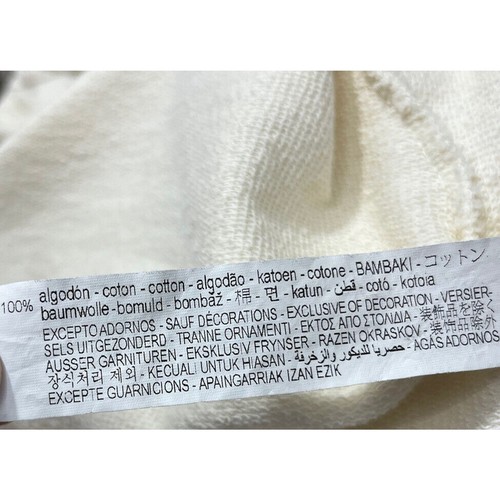 100% algodón - coton - cotton - algodão - katoen - cotone - BAMBAKI - コットン
baumwolle - bomuld - bombaž - 棉 - 면 - katun - قطن - cotó - kotoia
EXCEPTO ADORNOS - SAUF DÉCORATIONS - EXCLUSIVE OF DECORATION - VERSIER-
SELS UITGEZONDERD - TRANNE ORNAMENTI - ΕΚΤΟΣ ΑΠΟ ΣΤΟΛΙΔΙΑ - 装飾部を除く -
AUSSER GARNITUREN - EKSKLUSIV FRYNSER - RAZEN OKRASKOV - 装饰物除外 -
장식처리 제외 - KECUALI UNTUK HIASAN - حصريا للديكور والزخرفة - AGAS ADORNOS
EXCEPTE GUARNICIONS - APAINGARRIAK IZAN EZIK